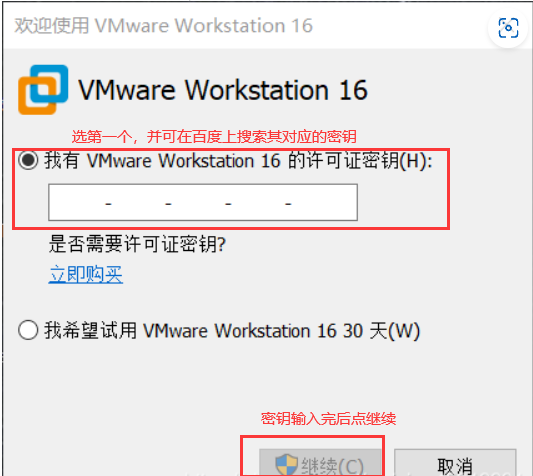 欢迎使用 VMware Workstation 16
VMware Workstation 16
选第一个，并可在百度上搜索其对应的密钥
我有 VMware Workstation 16 的许可证密钥(H):
- - - -
是否需要许可证密钥?
立即购买
我希望试用 VMware Workstation 16 30 天(W)
密钥输入完后点继续
继续(C)
取消